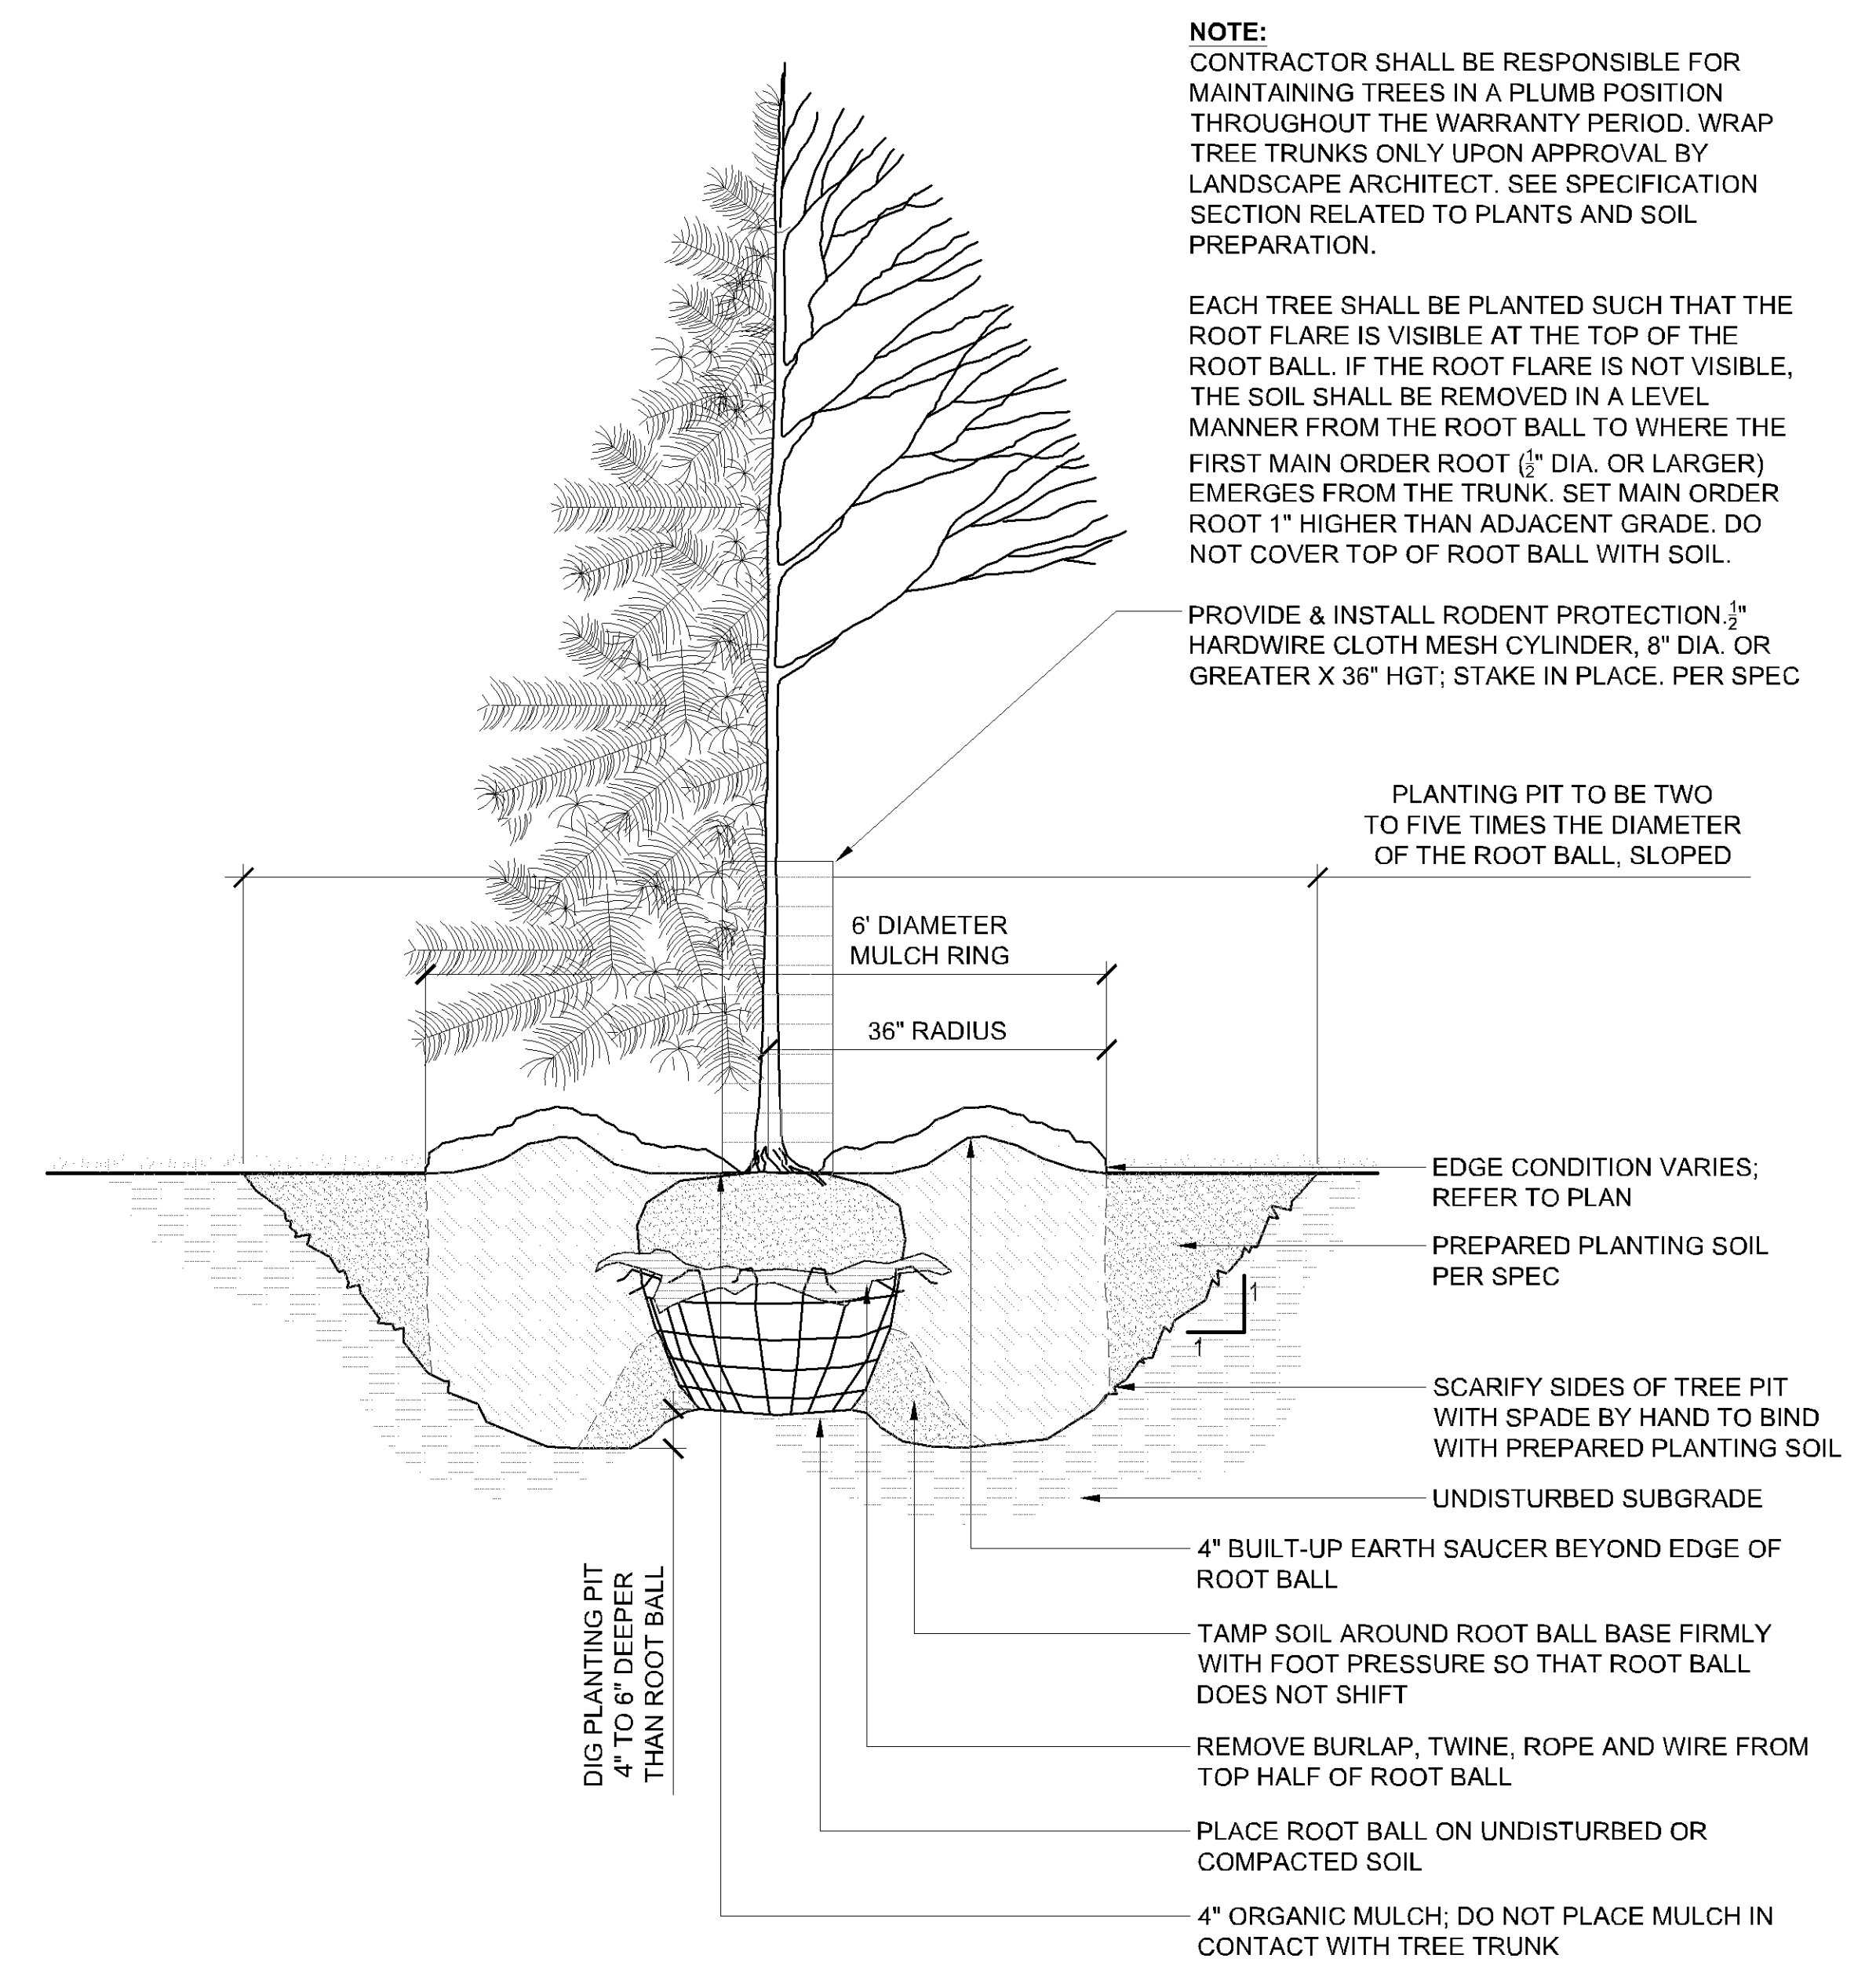 NOTE:
CONTRACTOR SHALL BE RESPONSIBLE FOR
MAINTAINING TREES IN A PLUMB POSITION
THROUGHOUT THE WARRANTY PERIOD. WRAP
TREE TRUNKS ONLY UPON APPROVAL BY
LANDSCAPE ARCHITECT. SEE SPECIFICATION
SECTION RELATED TO PLANTS AND SOIL
PREPARATION.
EACH TREE SHALL BE PLANTED SUCH THAT THE
ROOT FLARE IS VISIBLE AT THE TOP OF THE
ROOT BALL. IF THE ROOT FLARE IS NOT VISIBLE,
THE SOIL SHALL BE REMOVED IN A LEVEL
MANNER FROM THE ROOT BALL TO WHERE THE
FIRST MAIN ORDER ROOT (1/2" DIA. OR LARGER)
EMERGES FROM THE TRUNK. SET MAIN ORDER
ROOT 1" HIGHER THAN ADJACENT GRADE. DO
NOT COVER TOP OF ROOT BALL WITH SOIL.
PROVIDE & INSTALL RODENT PROTECTION.1/2"
HARDWIRE CLOTH MESH CYLINDER, 8" DIA. OR
GREATER X 36" HGT; STAKE IN PLACE. PER SPEC
PLANTING PIT TO BE TWO
TO FIVE TIMES THE DIAMETER
OF THE ROOT BALL, SLOPED
6' DIAMETER
MULCH RING
36" RADIUS
EDGE CONDITION VARIES;
REFER TO PLAN
PREPARED PLANTING SOIL
PER SPEC
1
1
SCARIFY SIDES OF TREE PIT
WITH SPADE BY HAND TO BIND
WITH PREPARED PLANTING SOIL
UNDISTURBED SUBGRADE
4" BUILT-UP EARTH SAUCER BEYOND EDGE OF
ROOT BALL
DIG PLANTING PIT
4" TO 6" DEEPER
THAN ROOT BALL
TAMP SOIL AROUND ROOT BALL BASE FIRMLY
WITH FOOT PRESSURE SO THAT ROOT BALL
DOES NOT SHIFT
REMOVE BURLAP, TWINE, ROPE AND WIRE FROM
TOP HALF OF ROOT BALL
PLACE ROOT BALL ON UNDISTURBED OR
COMPACTED SOIL
4" ORGANIC MULCH; DO NOT PLACE MULCH IN
CONTACT WITH TREE TRUNK